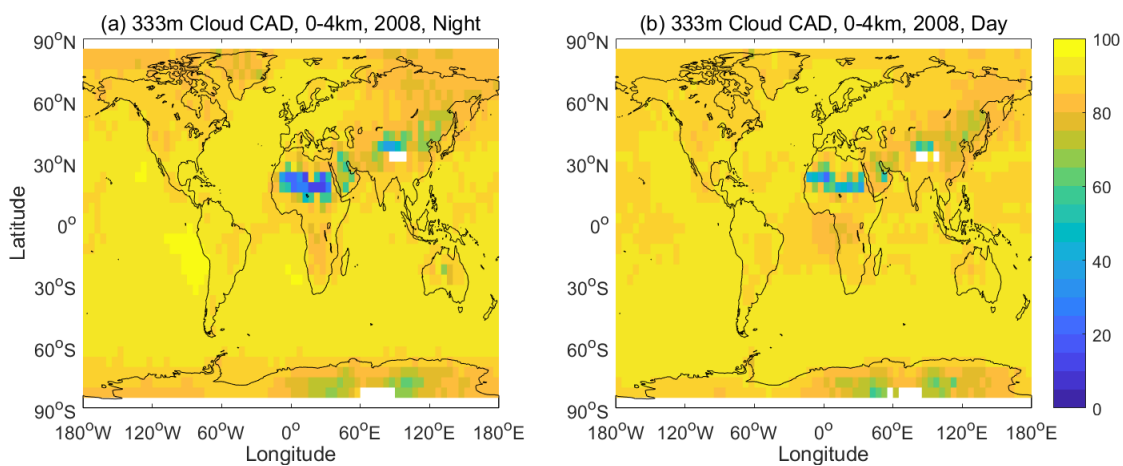 (a) 333m Cloud CAD, 0-4km, 2008, Night
90°N
60°N
30°N
0°
30°S
60°S
90°S
Latitude
180°W 120°W 60°W 0° 60°E 120°E 180°E
Longitude
(b) 333m Cloud CAD, 0-4km, 2008, Day
90°N
60°N
30°N
0°
30°S
60°S
90°S
180°W 120°W 60°W 0° 60°E 120°E 180°E
Longitude
100
80
60
40
20
0